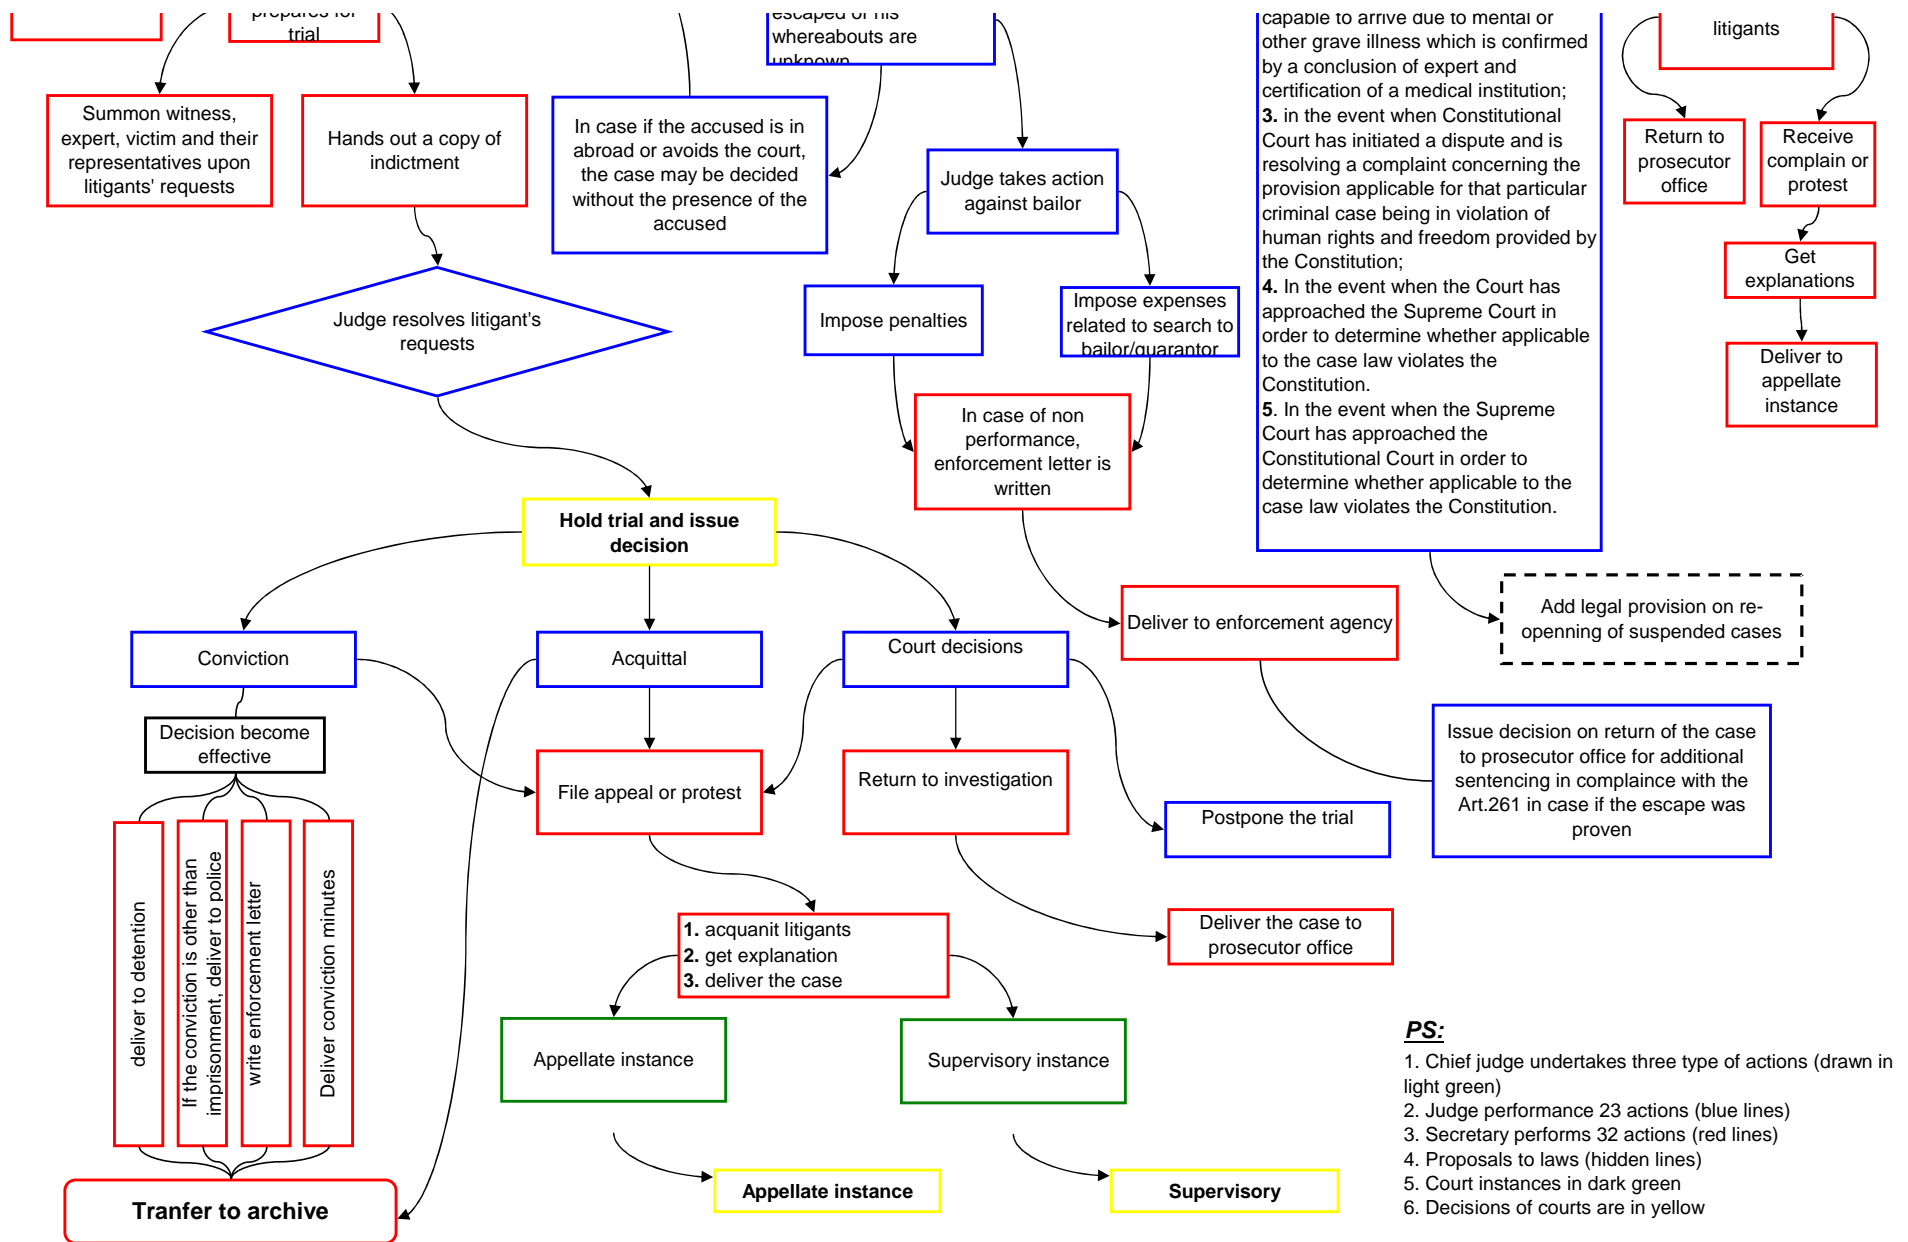 prepares for
trial
escaped or his
whereabouts are
unknown
capable to arrive due to mental or
other grave illness which is confirmed
by a conclusion of expert and
certification of a medical institution;
3. in the event when Constitutional
Court has initiated a dispute and is
resolving a complaint concerning the
provision applicable for that particular
criminal case being in violation of
human rights and freedom provided by
the Constitution;
4. In the event when the Court has
approached the Supreme Court in
order to determine whether applicable
to the case law violates the
Constitution.
5. In the event when the Supreme
Court has approached the
Constitutional Court in order to
determine whether applicable to the
case law violates the Constitution.
litigants
Summon witness,
expert, victim and their
representatives upon
litigants' requests
Hands out a copy of
indictment
In case if the accused is in
abroad or avoids the court,
the case may be decided
without the presence of the
accused
Judge takes action
against bailor
Return to
prosecutor
office
Receive
complain or
protest
Get
explanations
Deliver to
appellate
instance
Judge resolves litigant's
requests
Impose penalties
Impose expenses
related to search to
bailor/guarantor
In case of non
performance,
enforcement letter is
written
Hold trial and issue
decision
Deliver to enforcement agency
Add legal provision on re-
openning of suspended cases
Conviction
Acquittal
Court decisions
Decision become
effective
File appeal or protest
Return to investigation
Postpone the trial
Issue decision on return of the case
to prosecutor office for additional
sentencing in complaince with the
Art.261 in case if the escape was
proven
deliver to detention
If the conviction is other than
imprisonment, deliver to police
write enforcement letter
Deliver conviction minutes
1. acquanit litigants
2. get explanation
3. deliver the case
Deliver the case to
prosecutor office
Appellate instance
Supervisory instance
Tranfer to archive
Appellate instance
Supervisory
PS:
1. Chief judge undertakes three type of actions (drawn in
light green)
2. Judge performance 23 actions (blue lines)
3. Secretary performs 32 actions (red lines)
4. Proposals to laws (hidden lines)
5. Court instances in dark green
6. Decisions of courts are in yellow